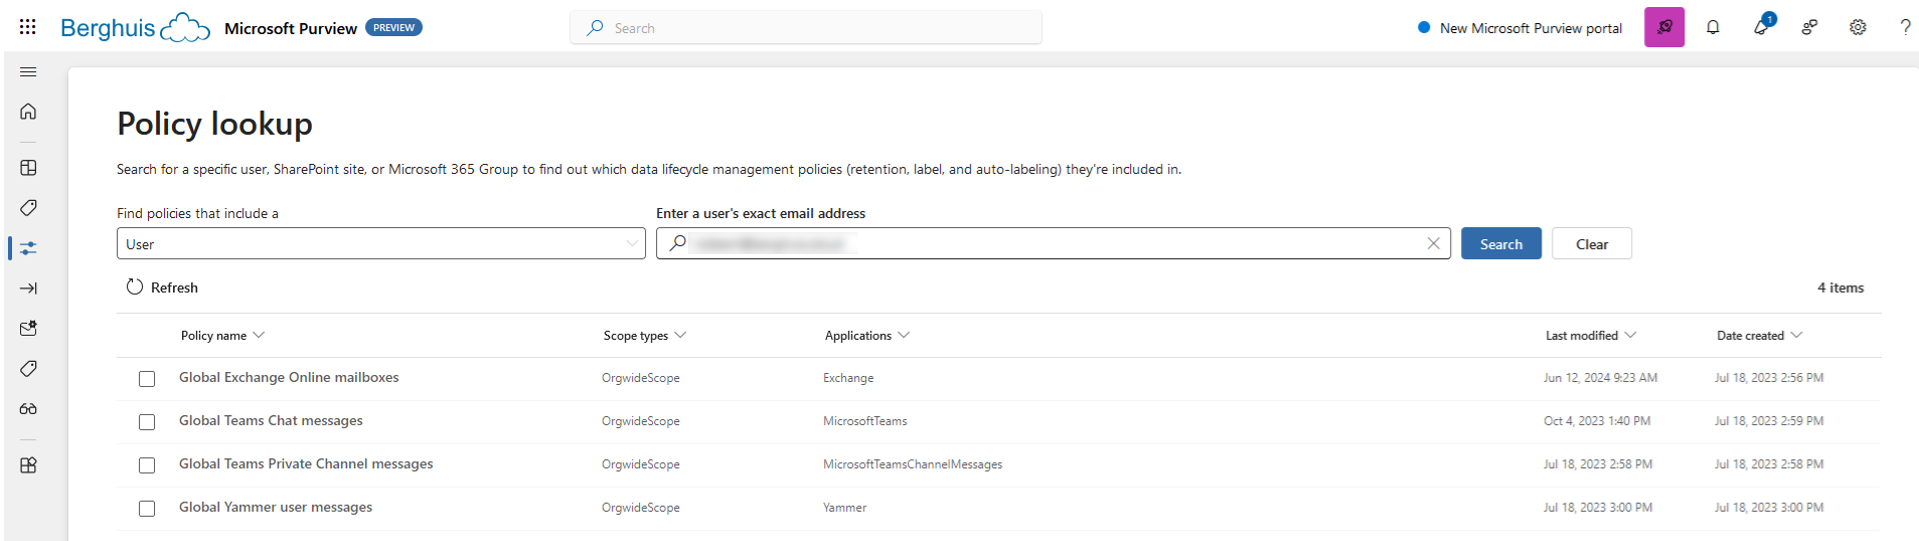 Berghuis Microsoft Purview PREVIEW Search New Microsoft Purview portal 1 ?
Policy lookup
Search for a specific user, SharePoint site, or Microsoft 365 Group to find out which data lifecycle management policies (retention, label, and auto-labeling) they're included in.
Find policies that include a Enter a user's exact email address
User Search Clear
Refresh 4 items
Policy name Scope types Applications Last modified Date created
Global Exchange Online mailboxes OrgwideScope Exchange Jun 12, 2024 9:23 AM Jul 18, 2023 2:56 PM
Global Teams Chat messages OrgwideScope MicrosoftTeams Oct 4, 2023 1:40 PM Jul 18, 2023 2:59 PM
Global Teams Private Channel messages OrgwideScope MicrosoftTeamsChannelMessages Jul 18, 2023 2:58 PM Jul 18, 2023 2:58 PM
Global Yammer user messages OrgwideScope Yammer Jul 18, 2023 3:00 PM Jul 18, 2023 3:00 PM